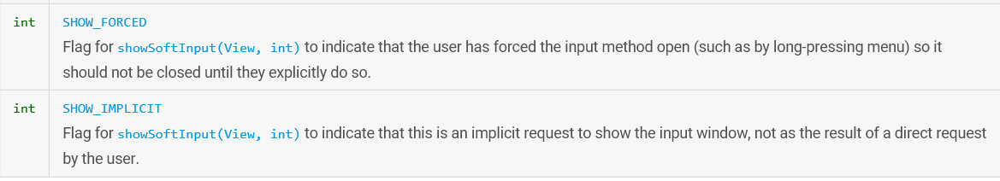 int SHOW_FORCED
Flag for showSoftInput(View, int) to indicate that the user has forced the input method open (such as by long-pressing menu) so it
should not be closed until they explicitly do so.
int SHOW_IMPLICIT
Flag for showSoftInput(View, int) to indicate that this is an implicit request to show the input window, not as the result of a direct request
by the user.